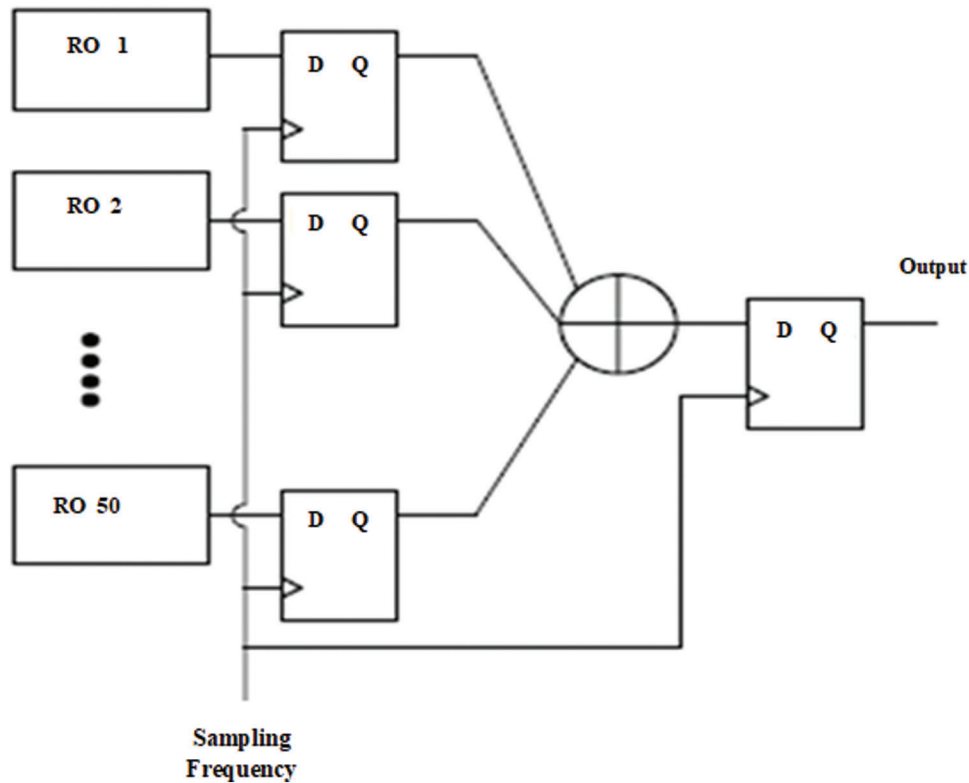 RO 1
D Q
RO 2
D Q
Output
D Q
RO 50
D Q
Sampling
Frequency